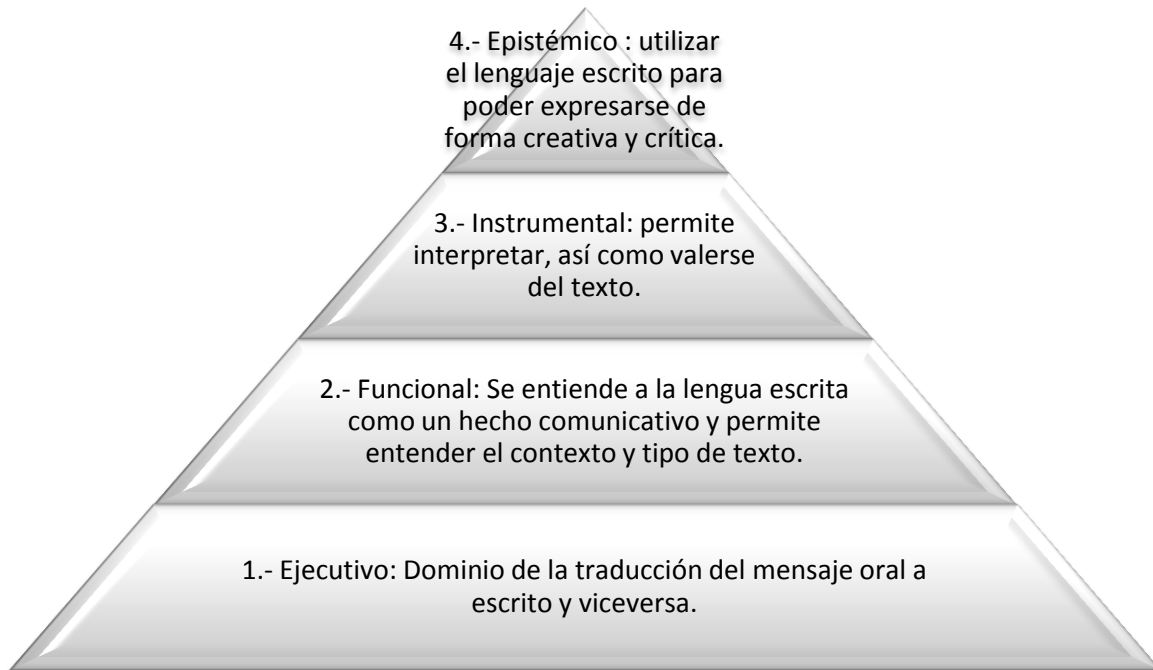 4.- Epistémico : utilizar
el lenguaje escrito para
poder expresarse de
forma creativa y crítica.
3.- Instrumental: permite
interpretar, así como valerse
del texto.
2.- Funcional: Se entiende a la lengua escrita
como un hecho comunicativo y permite
entender el contexto y tipo de texto.
1.- Ejecutivo: Dominio de la traducción del mensaje oral a
escrito y viceversa.